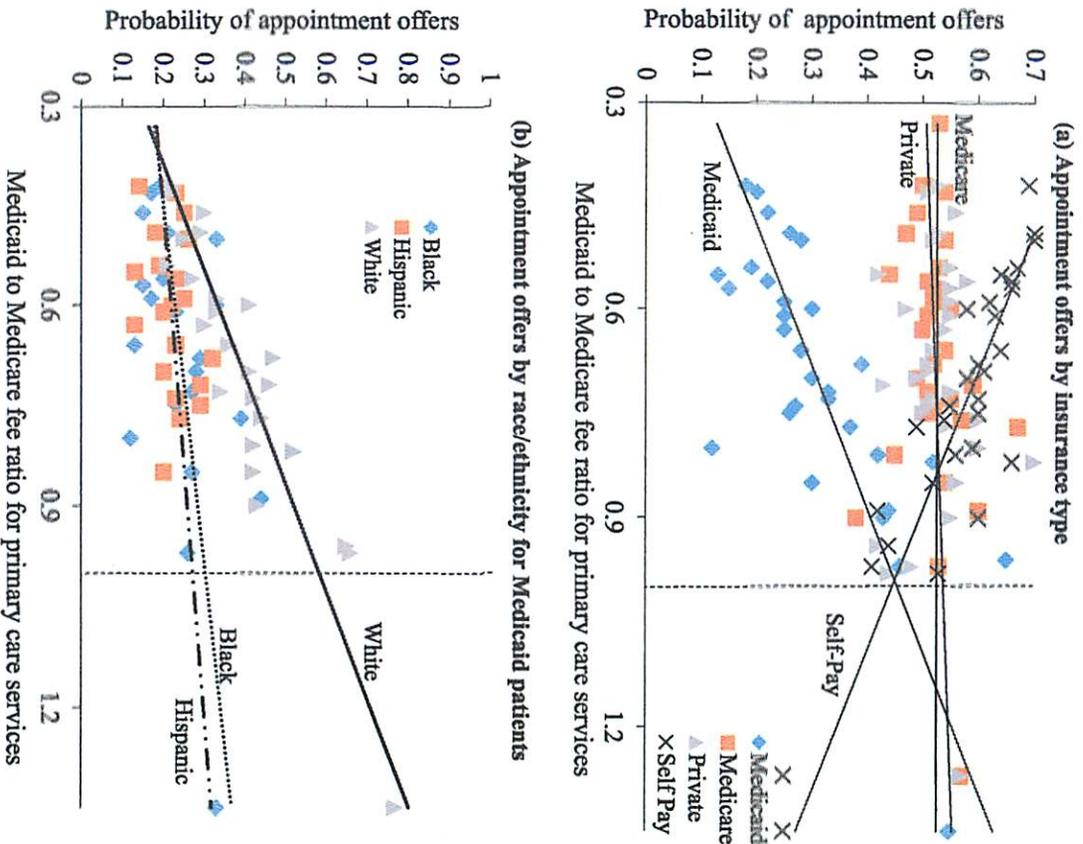 (a) Appointment offers by insurance type
Probability of appointment offers
0.7
0.6
0.5
0.4
0.3
0.2
0.1
0
0.3
0.6
0.9
1.2
Medicare
Private
Medicaid
Self-Pay
Medicaid
Medicare
Private
Self Pay
Medicaid to Medicare fee ratio for primary care services
(b) Appointment offers by race/ethnicity for Medicaid patients
Probability of appointment offers
1
0.9
0.8
0.7
0.6
0.5
0.4
0.3
0.2
0.1
0
0.3
0.6
0.9
1.2
Black
Hispanic
White
White
Black
Hispanic
Medicaid to Medicare fee ratio for primary care services